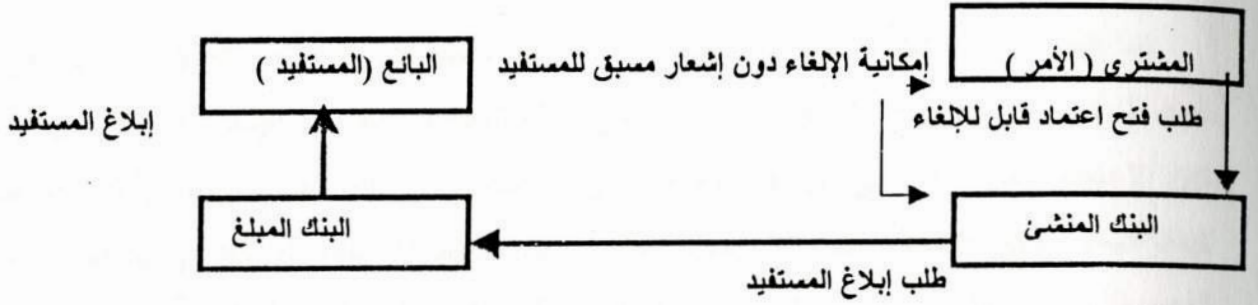 المشترى ( الأمر )
إمكانية الإلغاء دون إشعار مسبق للمستفيد
البائع (المستفيد )
طلب فتح اعتماد قابل للإلغاء
إبلاغ المستفيد
البنك المنشئ
البنك المبلغ
طلب إبلاغ المستفيد